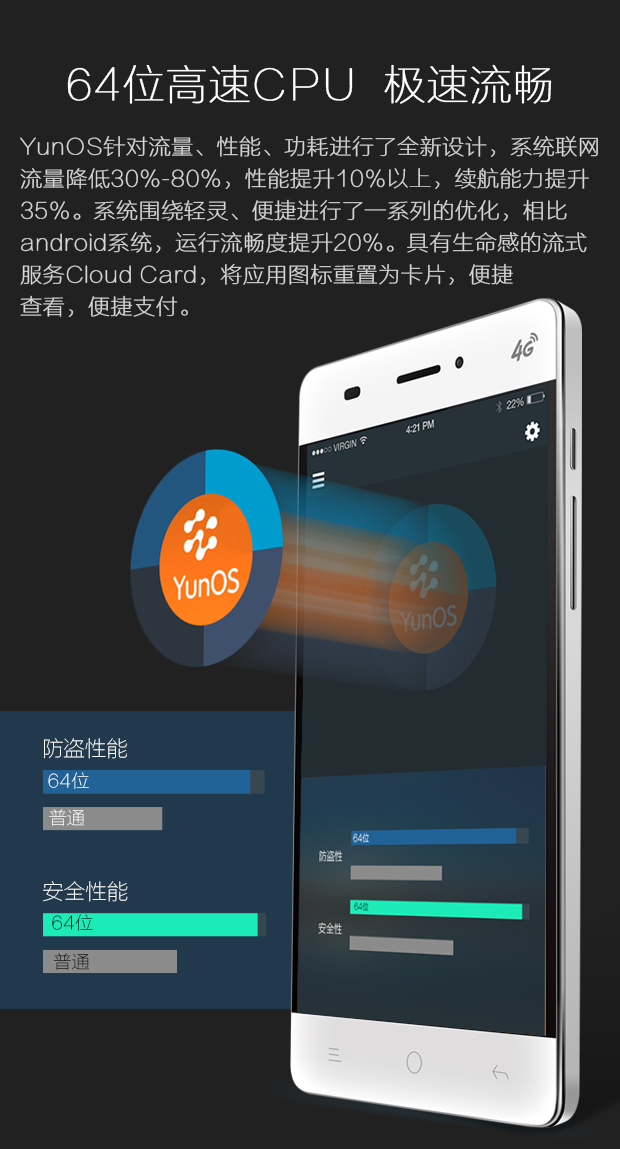 64位高速CPU 极速流畅
YunOS针对流量、性能、功耗进行了全新设计，系统联网
流量降低30%-80%，性能提升10%以上，续航能力提升
35%。系统围绕轻灵、便捷进行了一系列的优化，相比
android系统，运行流畅度提升20%。具有生命感的流式
服务Cloud Card，将应用图标重置为卡片，便捷
查看，便捷支付。
4G
VIRGIN 4:21 PM 22%
YunOS
YunOS
防盗性能
64位
普通
安全性能
64位
普通
64位
防盗性
64位
安全性